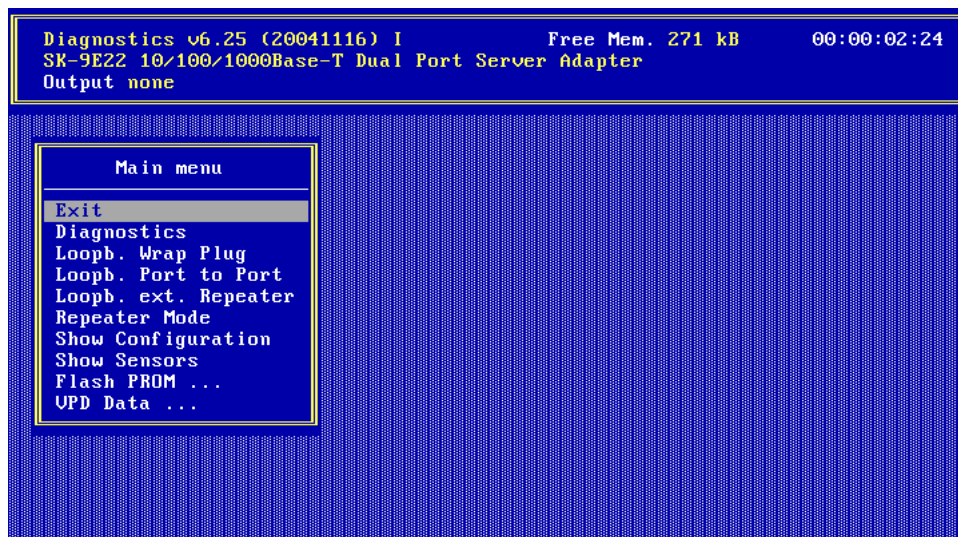 Diagnostics v6.25 (20041116) I Free Mem. 271 kB 00:00:02:24
SK-9E22 10/100/1000Base-T Dual Port Server Adapter
Output none
Main menu
Exit
Diagnostics
Loopb. Wrap Plug
Loopb. Port to Port
Loopb. ext. Repeater
Repeater Mode
Show Configuration
Show Sensors
Flash PROM ...
VPD Data ...